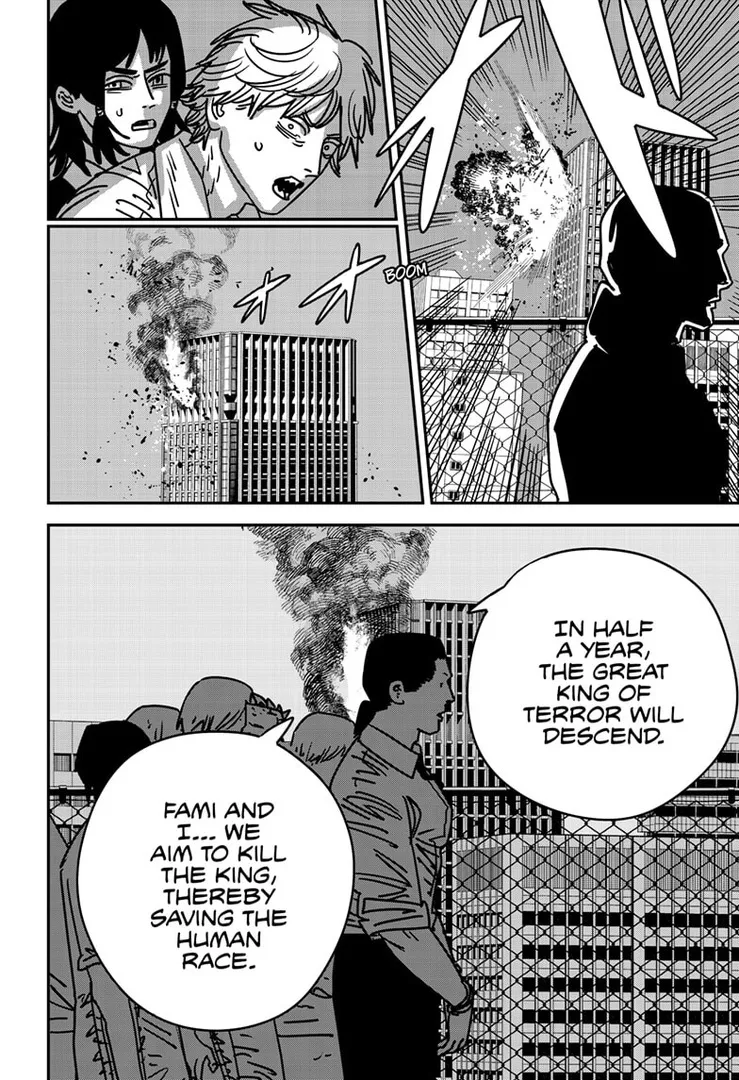 BOOM
IN HALF
A YEAR,
THE GREAT
KING OF
TERROR WILL
DESCEND.
FAMI AND
I... WE
AIM TO KILL
THE KING,
THEREBY
SAVING THE
HUMAN
RACE.